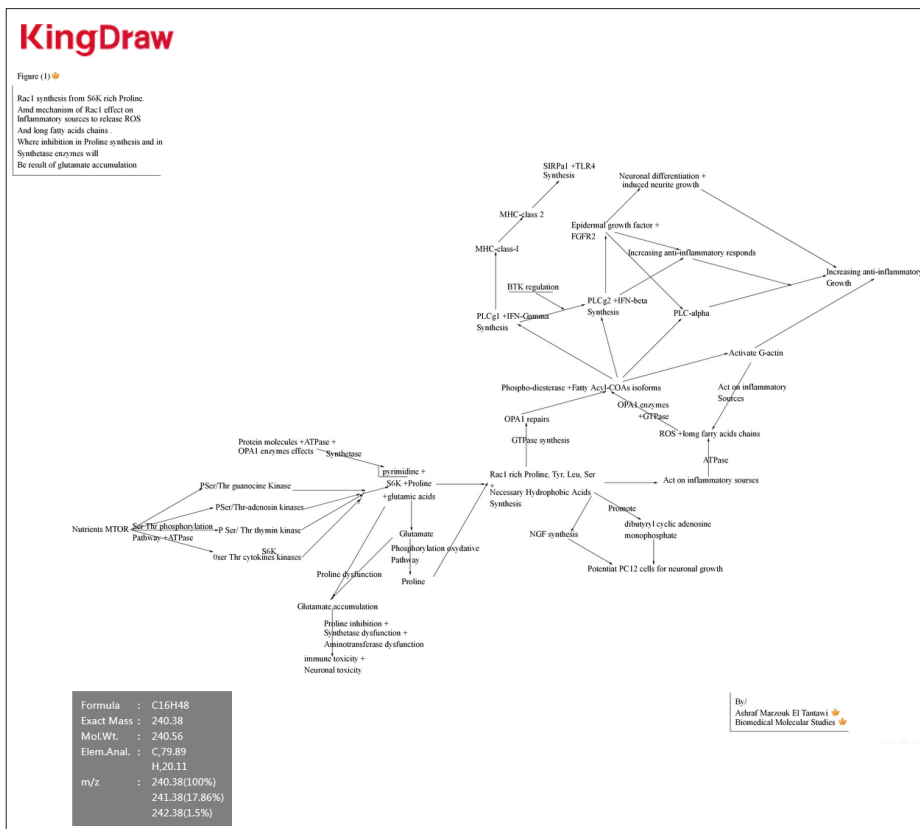 KingDraw
Figure (1)
Rac1 synthesis from S6K rich Proline.
Amd mechanism of Rac1 effect on
Inflammatory sources to release ROS
And long fatty acids chains .
Where inhibition in Proline synthesis and in
Synthetase enzymes will
Be result of glutamate accumulation
SIRPa1 +TLR4
Synthesis
Neuronal differentiation +
induced neurite growth
MHC-class 2
Epidermal growth factor +
FGFR2
MHC-class-I
Increasing anti-inflammatory responds
Increasing anti-inflammatory
Growth
BTK regulation
PLCg1 +IFN-Gamma
Synthesis
PLCg2 +IFN-beta
Synthesis
PLC-alpha
Activate G-actin
Phospho-diesterase +Fatty Acyl-COAs isoforms
Act on inflammatory
Sources
OPA1 enzymes
+GTPase
OPA1 repairs
ROS +lomg farry acids chains
GTPase synthesis
ATPase
Protein molecules +ATPase +
OPA1 enzymes effects
Synthetase
pyrimidine +
S6K +Proline
+glutamic acids
Rac1 rich Proline, Tyr, Leu, Ser
+
Necessary Hydrophobic Acids
Synthesis
Act on inflammatory sourses
PSer/Thr guanocine Kinase
PSer/Thr-adenosin kinases
Promote
dibutyryl cyclic adenosine
monophosphate
Nutrients MTOR
Ser Thr phosphorylation
Pathway +ATPase
P Ser/ Thr thymin kinase
S6K
0ser Thr cytokines kinases
Glutamate
Phosphorylation oxydative
Pathway
NGF synthesis
Proline dysfunction
Proline
Potentiat PC12 cells for neuronal growth
Glutamate accumulation
Proline inhibition +
Synthetase dysfunction +
Aminotransferase dysfunction
immune toxicity +
Neuronal toxicity
Formula : C16H48
Exact Mass : 240.38
Mol.Wt. : 240.56
Elem.Anal. : C,79.89
H,20.11
m/z : 240.38(100%)
241.38(17.86%)
242.38(1.5%)
By/
Ashraf Marzouk El Tantawi
Biomedical Molecular Studies